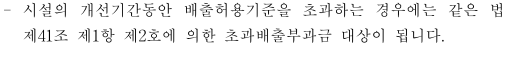 - 시설의 개선기간동안 배출허용기준을 초과하는 경우에는 같은 법
제41조 제1항 제2호에 의한 초과배출부과금 대상이 됩니다.